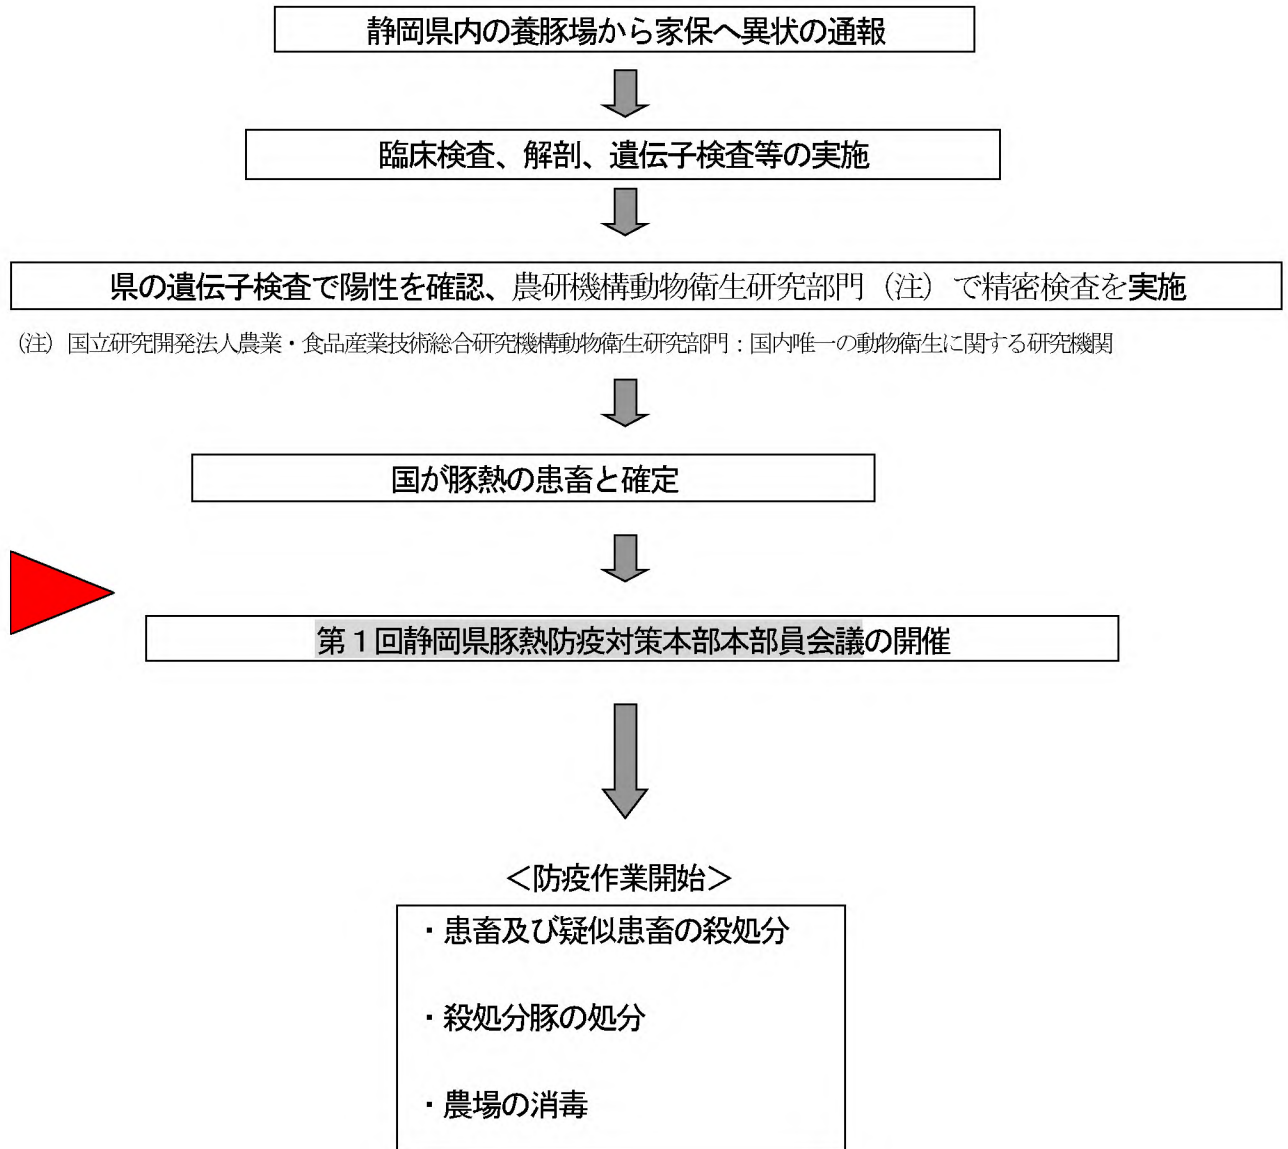 静岡県内の養豚場から家保へ異状の通報
臨床検査、解剖、遺伝子検査等の実施
県の遺伝子検査で陽性を確認、農研機構動物衛生研究部門（注）で精密検査を実施
（注）国立研究開発法人農業・食品産業技術総合研究機構動物衛生研究部門：国内唯一の動物衛生に関する研究機関
国が豚熱の患畜と確定
第１回静岡県豚熱防疫対策本部本部員会議の開催
＜防疫作業開始＞
・患畜及び疑似患畜の殺処分
・殺処分豚の処分
・農場の消毒